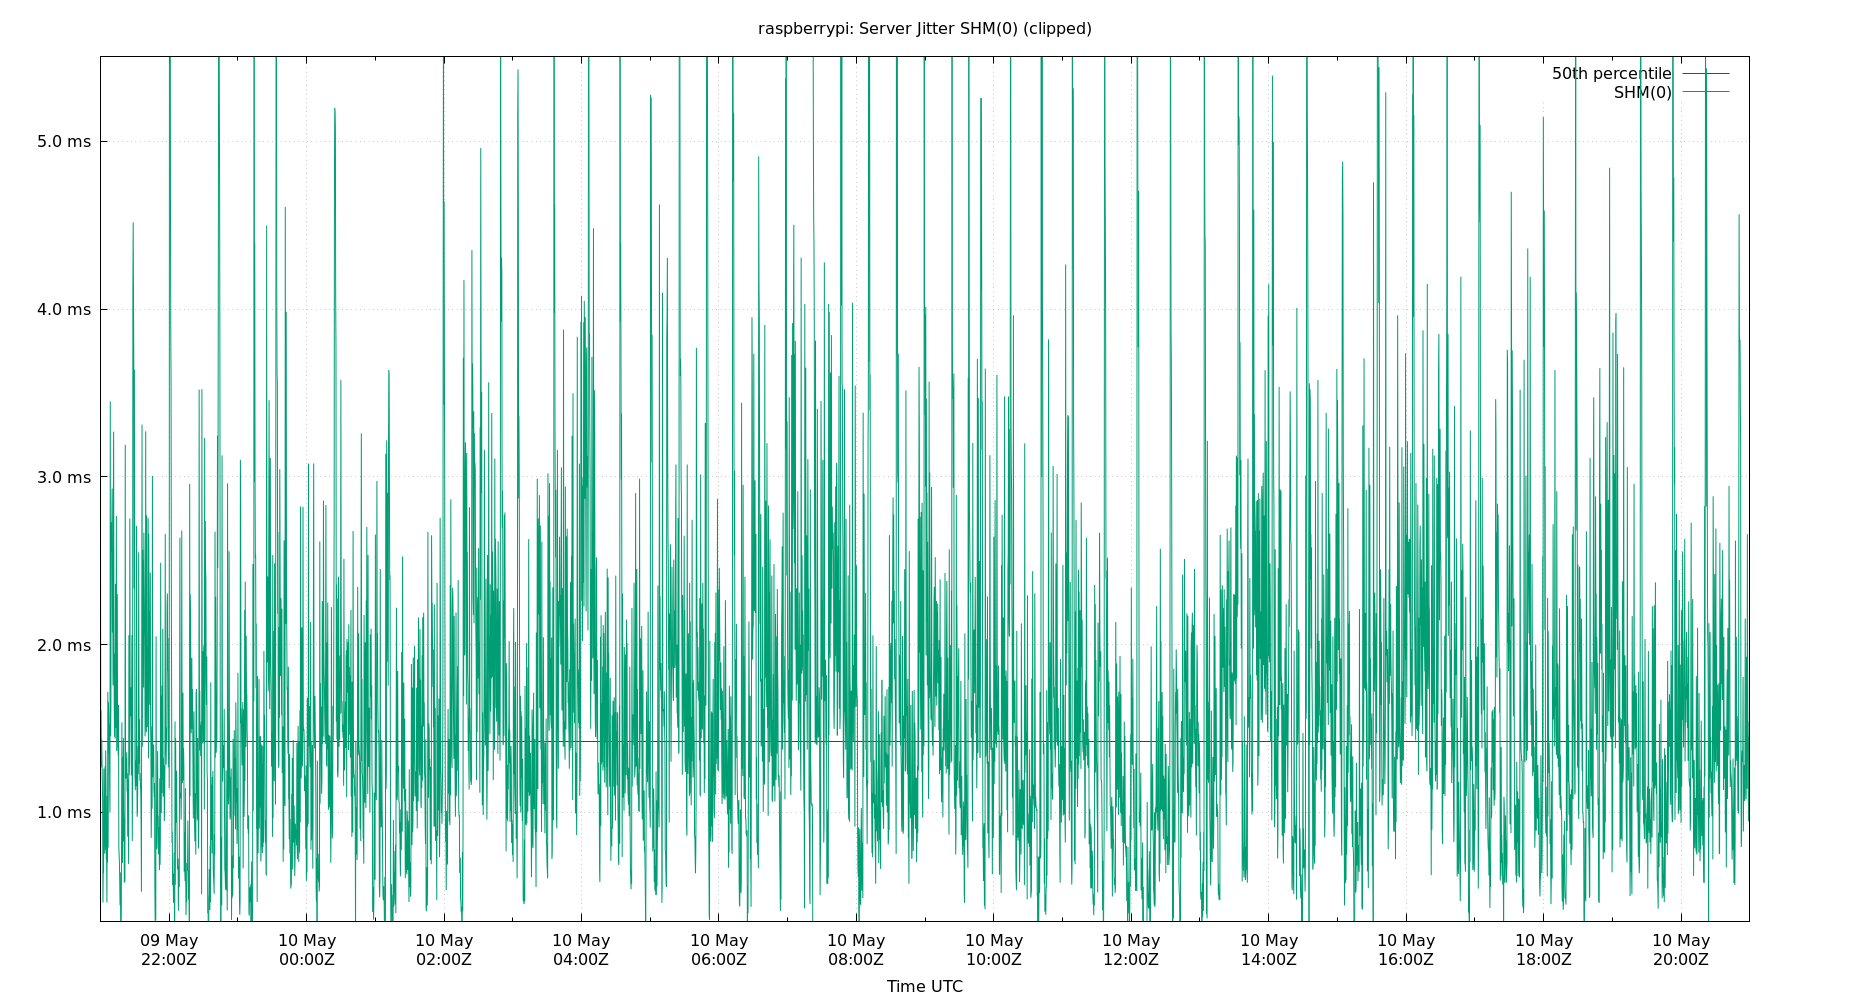 raspberrypi: Server Jitter SHM(0) (clipped)
50th percentile
SHM(0)
5.0 ms
4.0 ms
3.0 ms
2.0 ms
1.0 ms
09 May 10 May 10 May 10 May 10 May 10 May 10 May 10 May 10 May 10 May 10 May 10 May
22:00Z 00:00Z 02:00Z 04:00Z 06:00Z 08:00Z 10:00Z 12:00Z 14:00Z 16:00Z 18:00Z 20:00Z
Time UTC